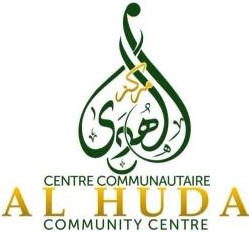 مركز
الهدى
CENTRE COMMUNAUTAIRE
AL HUDA
COMMUNITY CENTRE